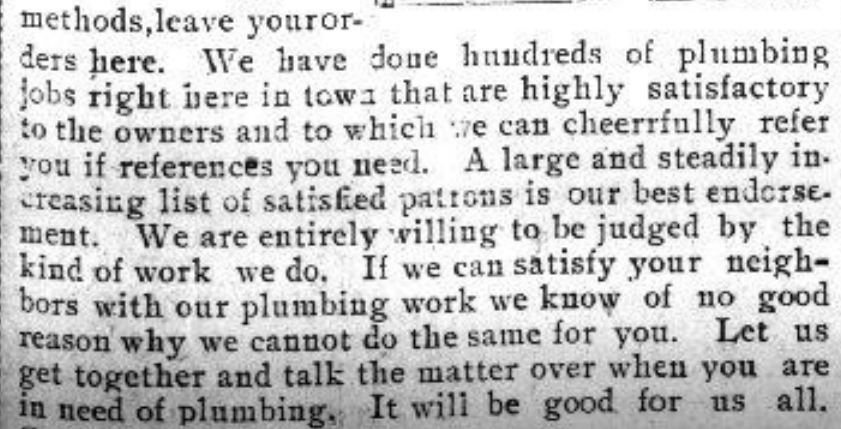 methods,leave youror-
ders here. We have done hundreds of plumbing
jobs right here in town that are highly satisfactory
to the owners and to which we can cheerrfully refer
you if references you need. A large and steadily in-
creasing list of satisfied patrons is our best endorse-
ment. We are entirely willing to be judged by the
kind of work we do. If we can satisfy your neigh-
bors with our plumbing work we know of no good
reason why we cannot do the same for you. Let us
get together and talk the matter over when you are
in need of plumbing. It will be good for us all.